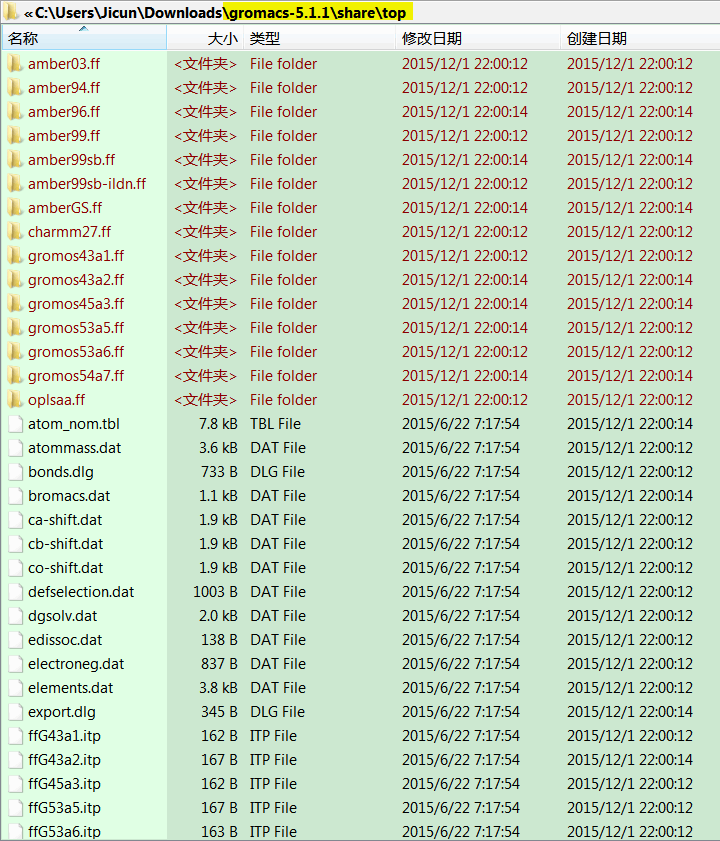 « C:\Users\Jicun\Downloads\gromacs-5.1.1\share\top
名称 大小 类型 修改日期 创建日期
amber03.ff <文件夹> File folder 2015/12/1 22:00:12 2015/12/1 22:00:12
amber94.ff <文件夹> File folder 2015/12/1 22:00:12 2015/12/1 22:00:12
amber96.ff <文件夹> File folder 2015/12/1 22:00:14 2015/12/1 22:00:14
amber99.ff <文件夹> File folder 2015/12/1 22:00:12 2015/12/1 22:00:12
amber99sb.ff <文件夹> File folder 2015/12/1 22:00:14 2015/12/1 22:00:14
amber99sb-ildn.ff <文件夹> File folder 2015/12/1 22:00:12 2015/12/1 22:00:12
amberGS.ff <文件夹> File folder 2015/12/1 22:00:14 2015/12/1 22:00:14
charmm27.ff <文件夹> File folder 2015/12/1 22:00:12 2015/12/1 22:00:12
gromos43a1.ff <文件夹> File folder 2015/12/1 22:00:12 2015/12/1 22:00:12
gromos43a2.ff <文件夹> File folder 2015/12/1 22:00:14 2015/12/1 22:00:14
gromos45a3.ff <文件夹> File folder 2015/12/1 22:00:14 2015/12/1 22:00:14
gromos53a5.ff <文件夹> File folder 2015/12/1 22:00:14 2015/12/1 22:00:14
gromos53a6.ff <文件夹> File folder 2015/12/1 22:00:12 2015/12/1 22:00:12
gromos54a7.ff <文件夹> File folder 2015/12/1 22:00:14 2015/12/1 22:00:14
oplsaa.ff <文件夹> File folder 2015/12/1 22:00:12 2015/12/1 22:00:12
atom_nom.tbl 7.8 kB TBL File 2015/6/22 7:17:54 2015/12/1 22:00:14
atommass.dat 3.6 kB DAT File 2015/6/22 7:17:54 2015/12/1 22:00:12
bonds.dlg 733 B DLG File 2015/6/22 7:17:54 2015/12/1 22:00:12
bromacs.dat 1.1 kB DAT File 2015/6/22 7:17:54 2015/12/1 22:00:14
ca-shift.dat 1.9 kB DAT File 2015/6/22 7:17:54 2015/12/1 22:00:12
cb-shift.dat 1.9 kB DAT File 2015/6/22 7:17:54 2015/12/1 22:00:12
co-shift.dat 1.9 kB DAT File 2015/6/22 7:17:54 2015/12/1 22:00:12
defselection.dat 1003 B DAT File 2015/6/22 7:17:54 2015/12/1 22:00:14
dgsolv.dat 2.0 kB DAT File 2015/6/22 7:17:54 2015/12/1 22:00:12
edissoc.dat 138 B DAT File 2015/6/22 7:17:54 2015/12/1 22:00:12
electroneg.dat 837 B DAT File 2015/6/22 7:17:54 2015/12/1 22:00:12
elements.dat 3.8 kB DAT File 2015/6/22 7:17:54 2015/12/1 22:00:12
export.dlg 345 B DLG File 2015/6/22 7:17:54 2015/12/1 22:00:14
ffG43a1.itp 162 B ITP File 2015/6/22 7:17:54 2015/12/1 22:00:12
ffG43a2.itp 167 B ITP File 2015/6/22 7:17:54 2015/12/1 22:00:14
ffG45a3.itp 162 B ITP File 2015/6/22 7:17:54 2015/12/1 22:00:12
ffG53a5.itp 167 B ITP File 2015/6/22 7:17:54 2015/12/1 22:00:12
ffG53a6.itp 163 B ITP File 2015/6/22 7:17:54 2015/12/1 22:00:12